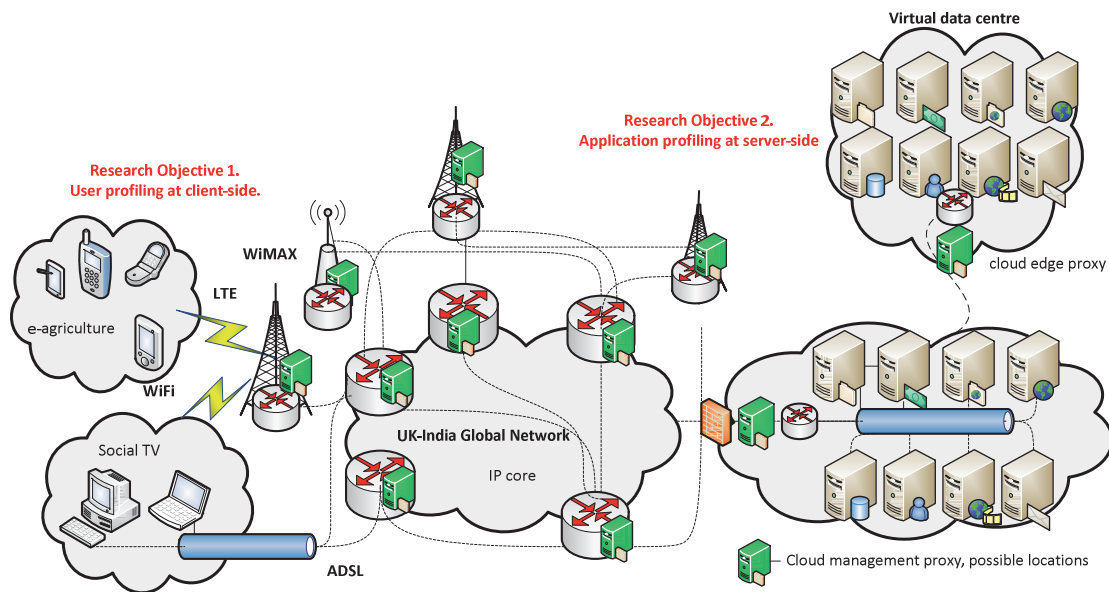 Virtual data centre
Research Objective 2.
Application profiling at server-side
Research Objective 1.
User profiling at client-side.
WiMAX
cloud edge proxy
LTE
e-agriculture
WiFi
UK-India Global Network
Social TV
IP core
ADSL
Cloud management proxy, possible locations